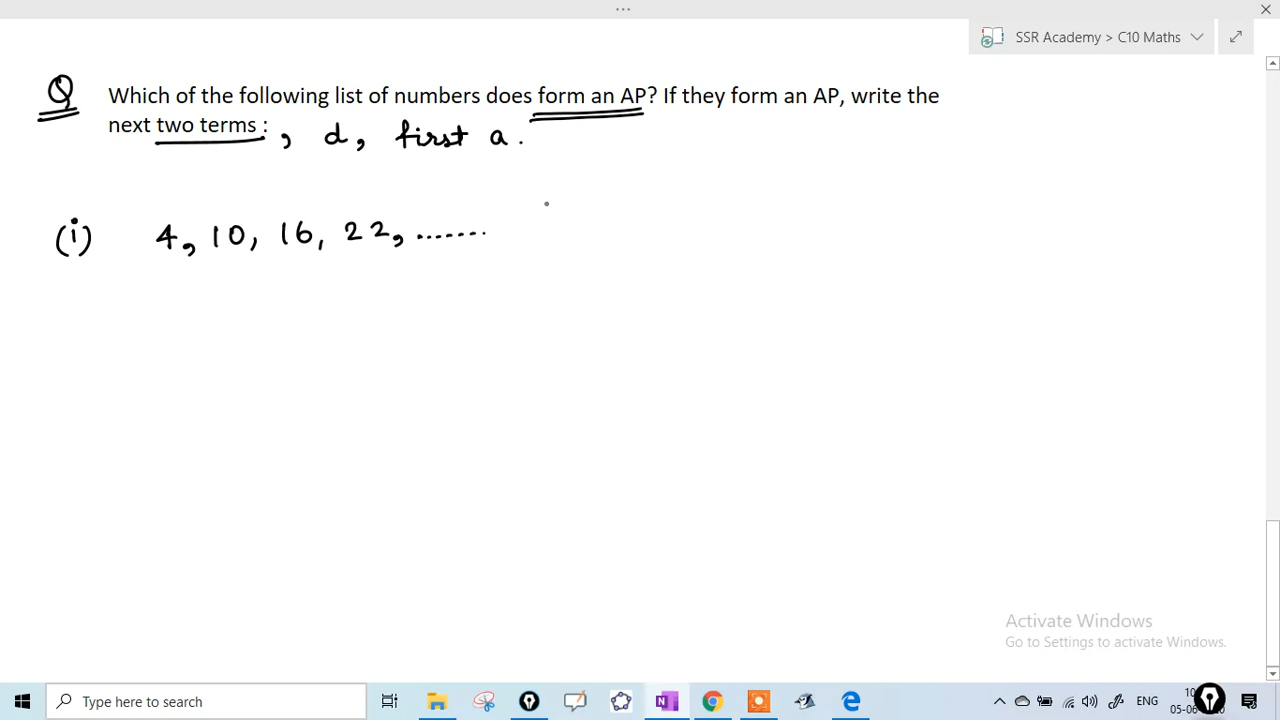 SSR Academy > C10 Maths
Q Which of the following list of numbers does form an AP? If they form an AP, write the
next two terms : , d, first a.
(i) 4, 10, 16, 22, .......
Activate Windows
Go to Settings to activate Windows.
Type here to search
ENG